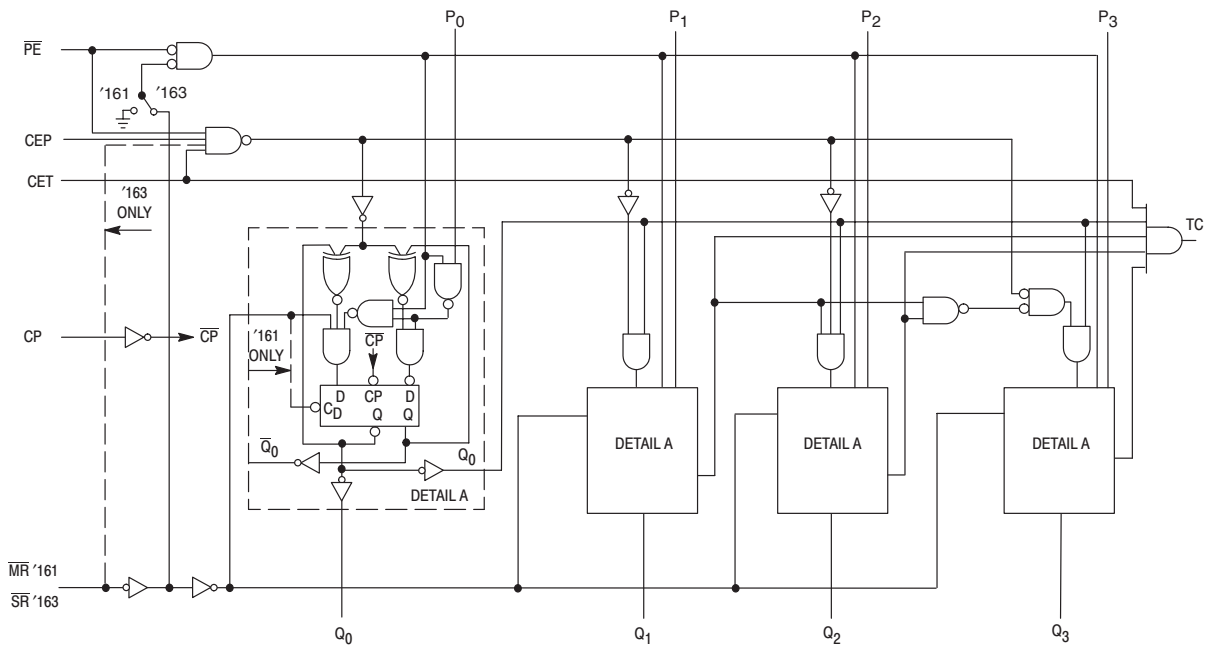 P0
P1
P2
P3
PE
′161
′163
CEP
CET
′163
ONLY
TC
CP
CP
′161
ONLY
CP
D
CP
D
CD
Q
Q
Q0
Q0
DETAIL A
DETAIL A
DETAIL A
DETAIL A
MR ′161
SR ′163
Q0
Q1
Q2
Q3